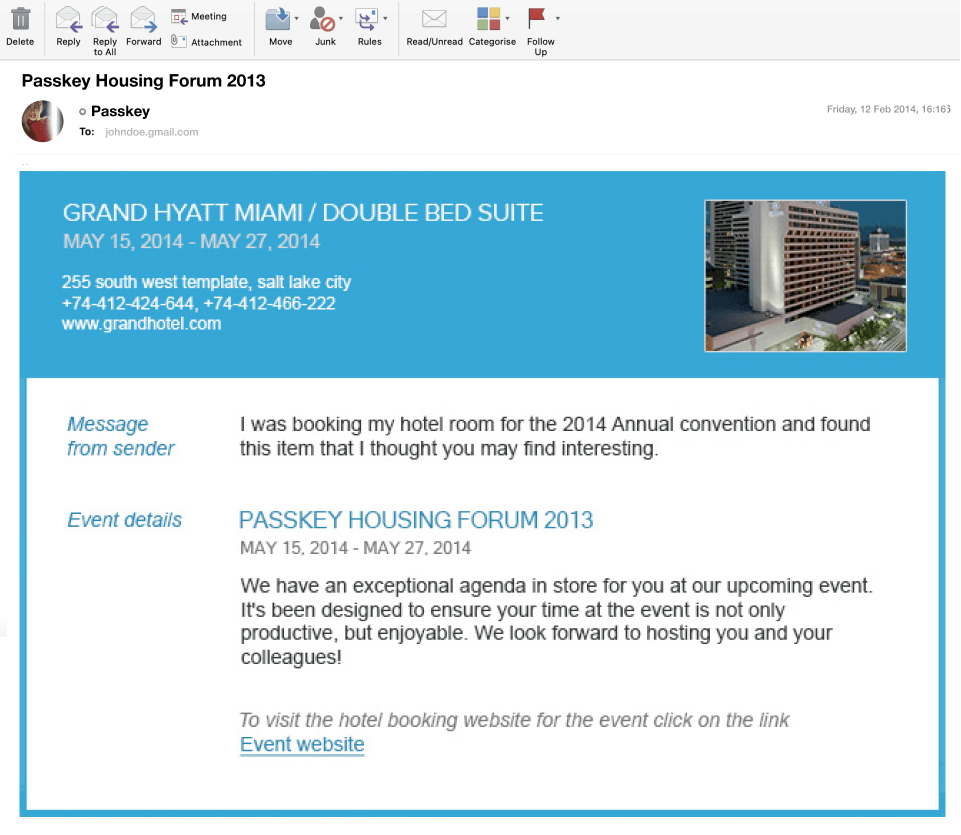 Meeting
Attachment
Delete
Reply
Reply
to All
Forward
Move
Junk
Rules
Read/Unread
Categorise
Follow
Up
Passkey Housing Forum 2013
Passkey
Friday, 12 Feb 2014, 16:16
To: johndoe.gmail.com
GRAND HYATT MIAMI / DOUBLE BED SUITE
MAY 15, 2014 - MAY 27, 2014
255 south west template, salt lake city
+74-412-424-644, +74-412-466-222
www.grandhotel.com
Message
from sender
I was booking my hotel room for the 2014 Annual convention and found
this item that I thought you may find interesting.
Event details
PASSKEY HOUSING FORUM 2013
MAY 15, 2014 - MAY 27, 2014
We have an exceptional agenda in store for you at our upcoming event.
It's been designed to ensure your time at the event is not only
productive, but enjoyable. We look forward to hosting you and your
colleagues!
To visit the hotel booking website for the event click on the link
Event website